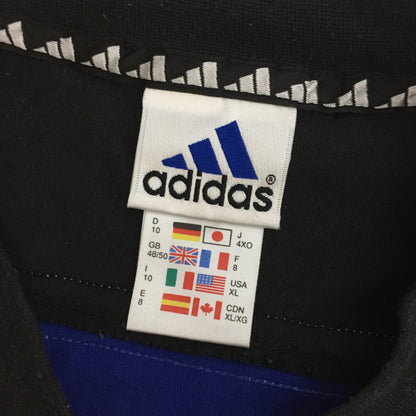 adidas®
D 10 J 4XO
GB 48/50 F 8
I 10 USA XL
E 8 CDN XL/XG